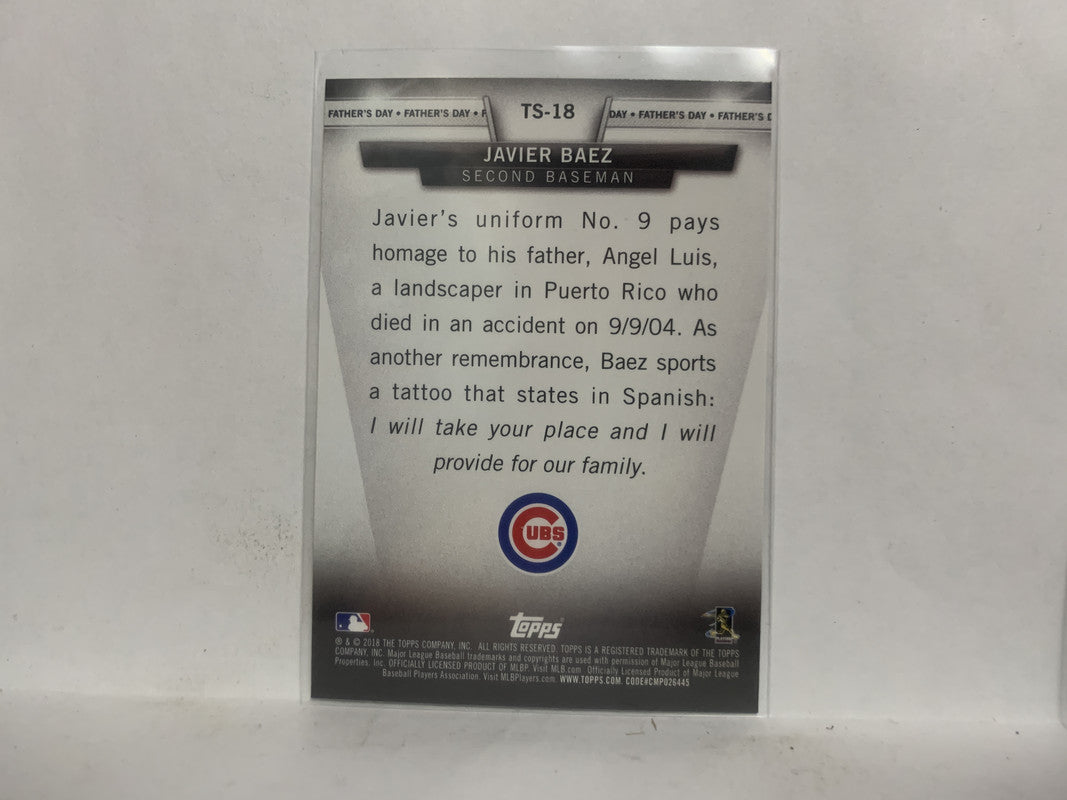 FATHER'S DAY • FATHER'S DAY • F
TS-18
DAY • FATHER'S DAY • FATHER'S D
JAVIER BAEZ
SECOND BASEMAN
Javier's uniform No. 9 pays
homage to his father, Angel Luis,
a landscaper in Puerto Rico who
died in an accident on 9/9/04. As
another remembrance, Baez sports
a tattoo that states in Spanish:
I will take your place and I will
provide for our family.
CUBS
topps
® & © 2018 THE TOPPS COMPANY, INC. ALL RIGHTS RESERVED. TOPPS IS A REGISTERED TRADEMARK OF THE TOPPS
COMPANY, INC. Major League Baseball trademarks and copyrights are used with permission of Major League Baseball
Properties, Inc. OFFICIALLY LICENSED PRODUCT OF MLBP. Visit MLB.com Officially Licensed Product of Major League
Baseball Players Association. Visit MLBPlayers.com. WWW.TOPPS.COM. CODE#CMP026445